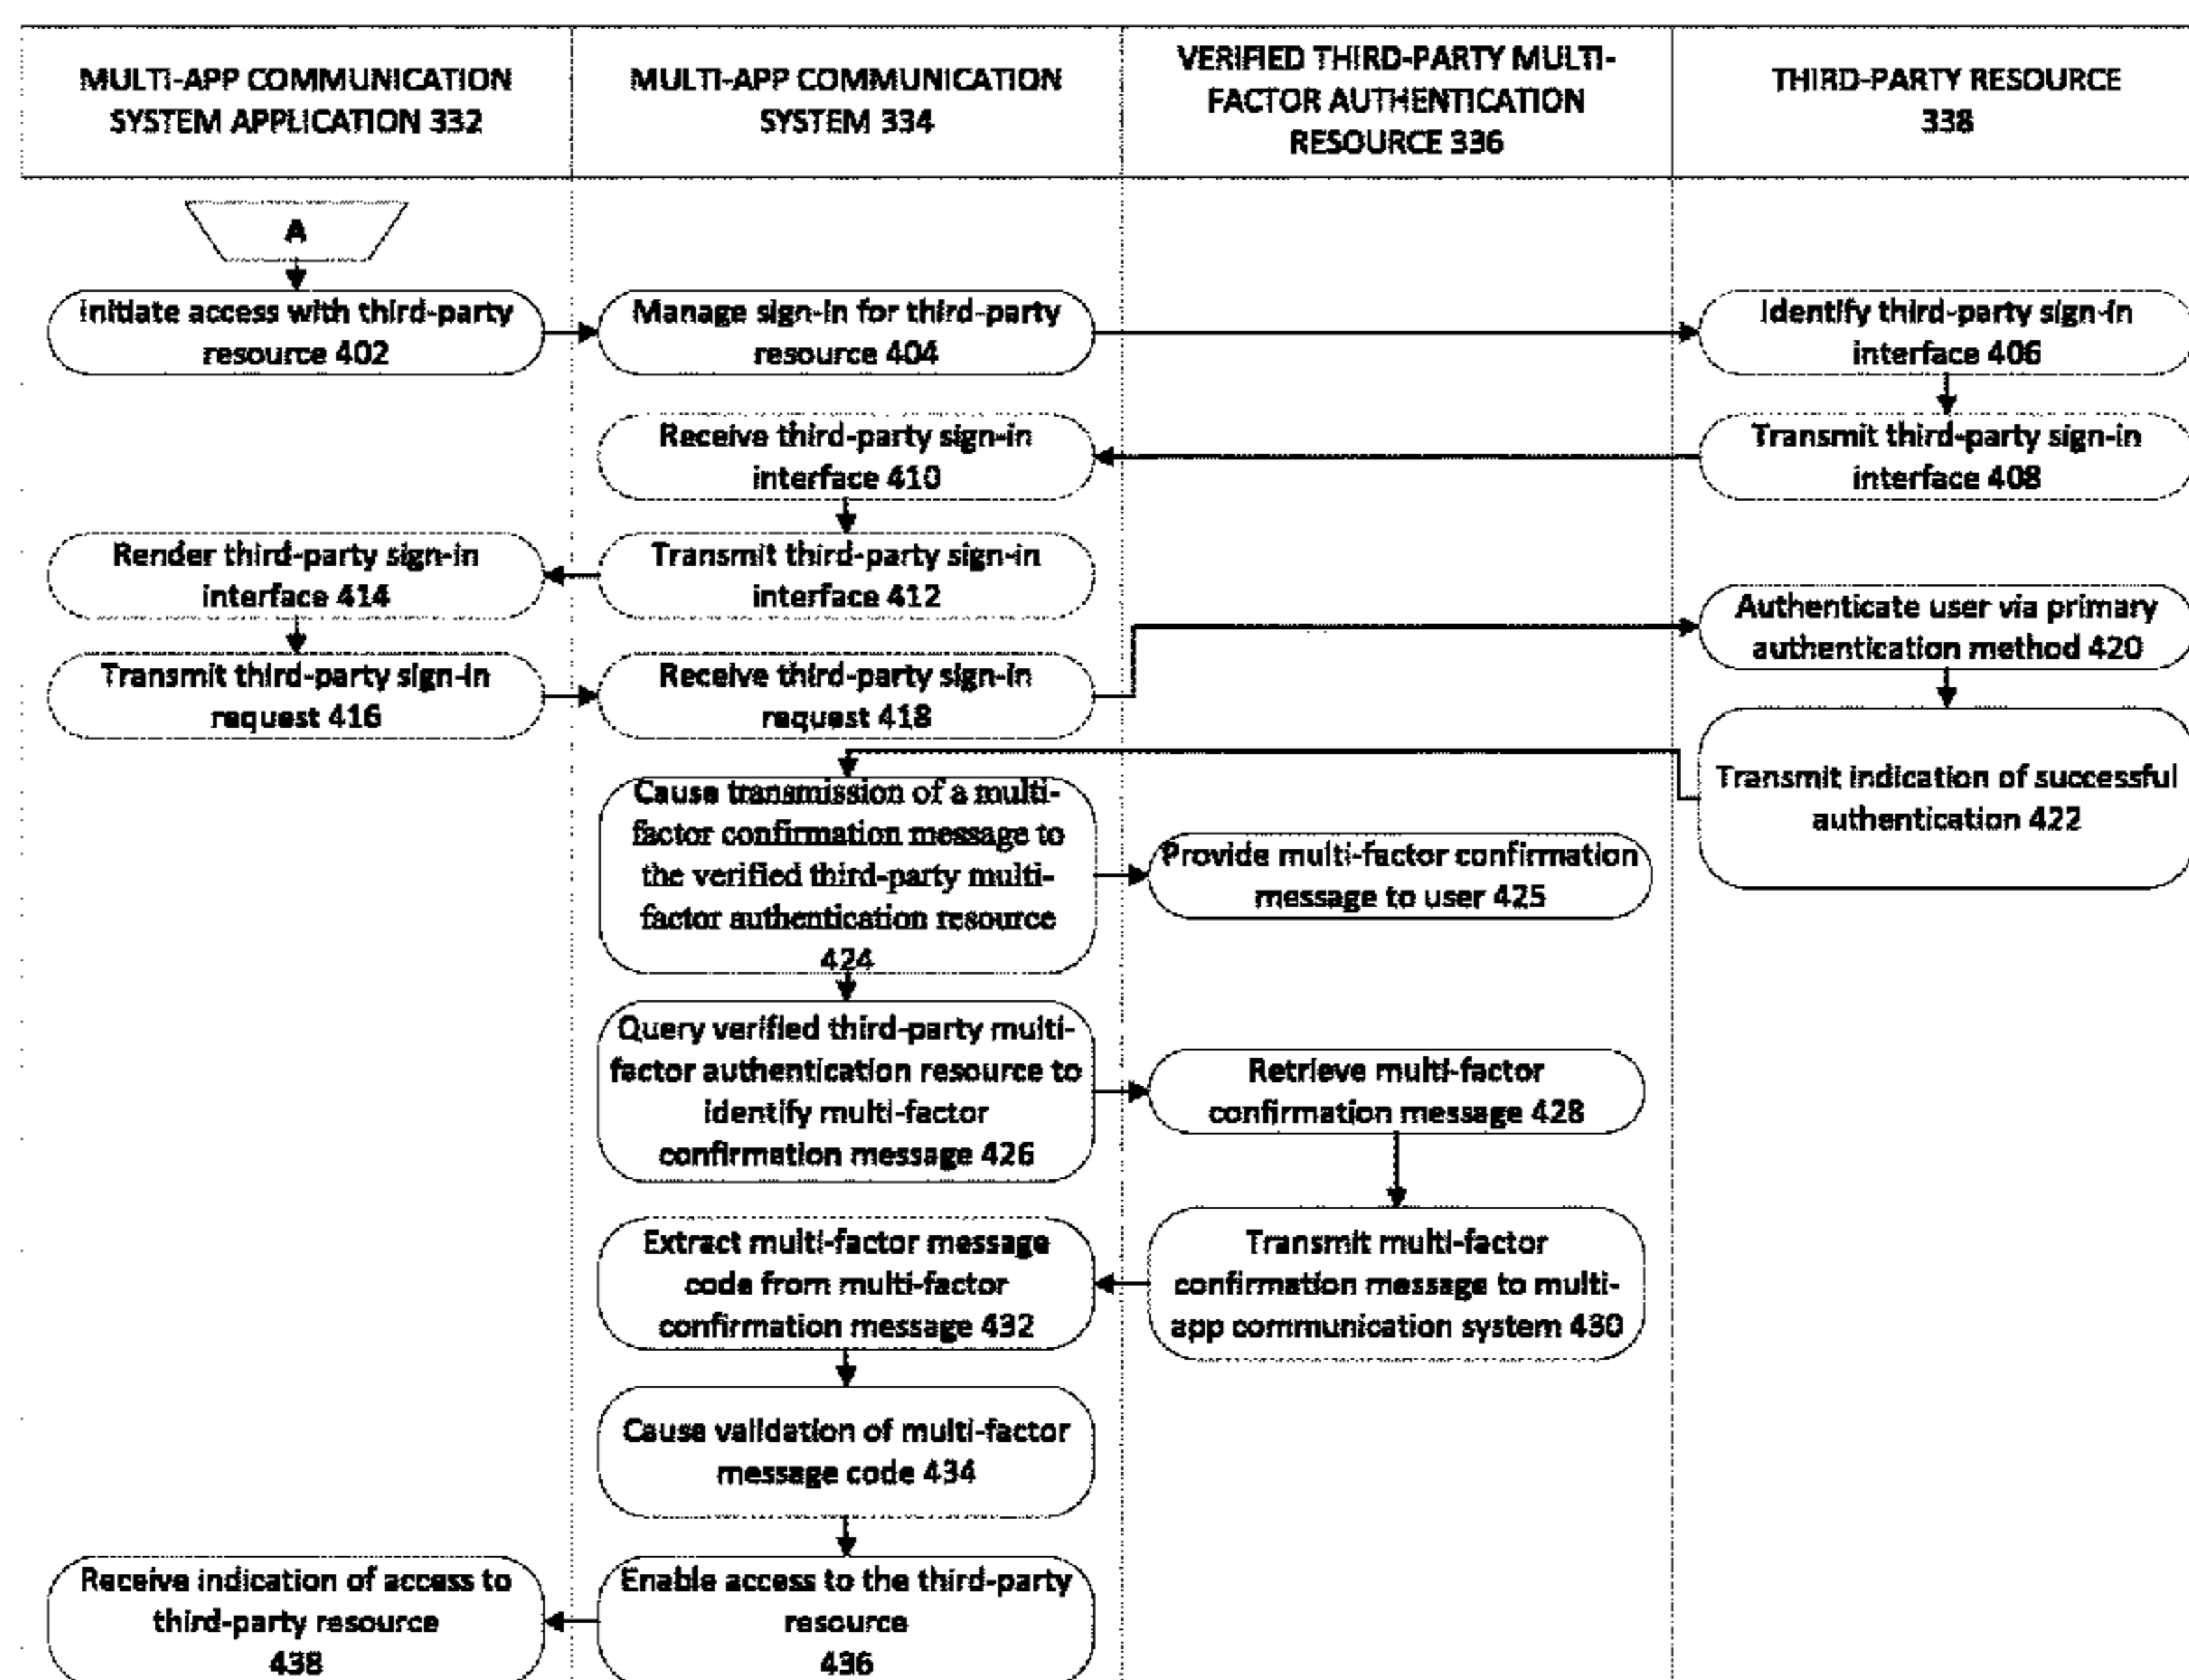 MULTI-APP COMMUNICATION
SYSTEM APPLICATION 332
MULTI-APP COMMUNICATION
SYSTEM 334
VERIFIED THIRD-PARTY MULTI-
FACTOR AUTHENTICATION
RESOURCE 336
THIRD-PARTY RESOURCE
338
A
Initiate access with third-party
resource 402
Manage sign-in for third-party
resource 404
Identify third-party sign-in
interface 406
Receive third-party sign-in
interface 410
Transmit third-party sign-in
interface 408
Render third-party sign-in
interface 414
Transmit third-party sign-in
interface 412
Authenticate user via primary
authentication method 420
Transmit third-party sign-in
request 416
Receive third-party sign-in
request 418
Transmit indication of successful
authentication 422
Cause transmission of a multi-
factor confirmation message to
the verified third-party multi-
factor authentication resource
424
Provide multi-factor confirmation
message to user 425
Query verified third-party multi-
factor authentication resource to
identify multi-factor
confirmation message 426
Retrieve multi-factor
confirmation message 428
Extract multi-factor message
code from multi-factor
confirmation message 432
Transmit multi-factor
confirmation message to multi-
app communication system 430
Cause validation of multi-factor
message code 434
Receive indication of access to
third-party resource
438
Enable access to the third-party
resource
436